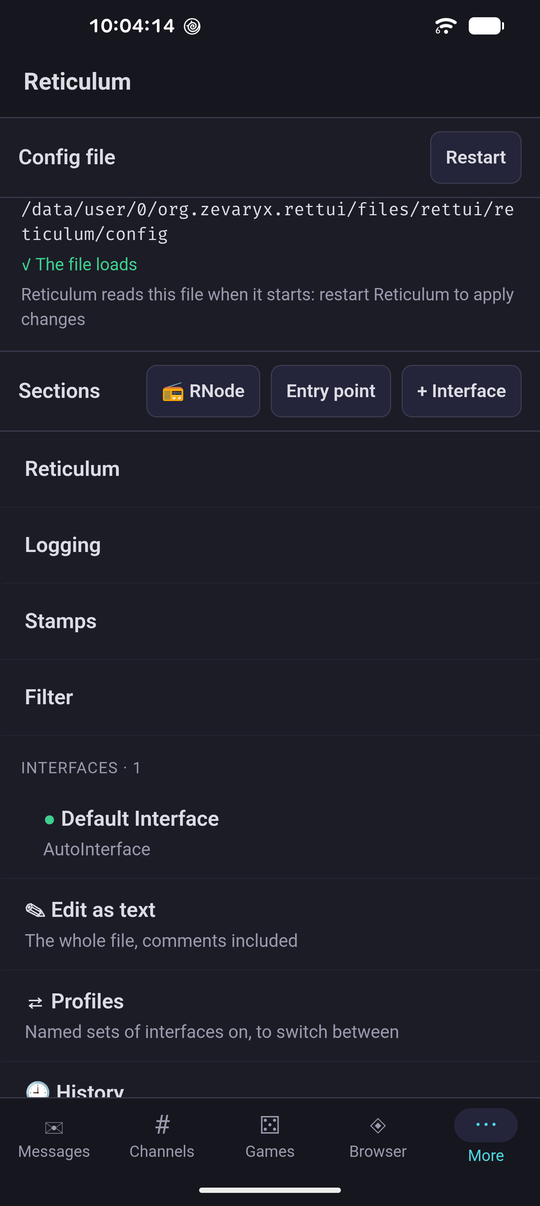 10:04:14
Reticulum
Config file
Restart
/data/user/0/org.zevaryx.rettui/files/rettui/re
ticulum/config
√ The file loads
Reticulum reads this file when it starts: restart Reticulum to apply
changes
Sections
📻 RNode
Entry point
+ Interface
Reticulum
Logging
Stamps
Filter
INTERFACES · 1
● Default Interface
AutoInterface
✎ Edit as text
The whole file, comments included
⇄ Profiles
Named sets of interfaces on, to switch between
🕘 History
Messages
# Channels
Games
Browser
More